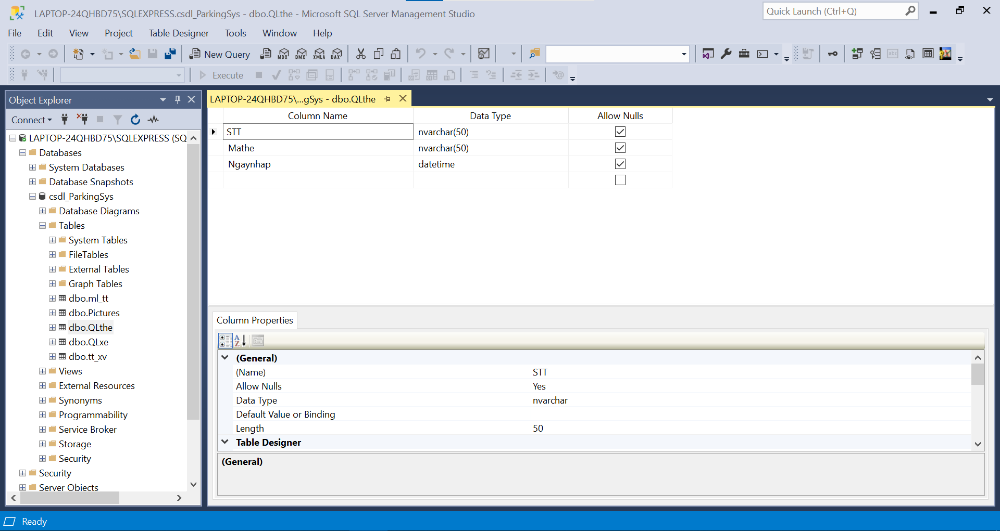 LAPTOP-24QHBD75\SQLEXPRESS.csdl_ParkingSys - dbo.QLthe - Microsoft SQL Server Management Studio
Quick Launch (Ctrl+Q)
File Edit View Project Table Designer Tools Window Help
New Query MDX DMX XMLA DAX abc
Execute
Object Explorer
Connect
LAPTOP-24QHBD75\SQLEXPRESS (SQ
Databases
System Databases
Database Snapshots
csdl_ParkingSys
Database Diagrams
Tables
System Tables
FileTables
External Tables
Graph Tables
dbo.ml_tt
dbo.Pictures
dbo.QLthe
dbo.QLxe
dbo.tt_xv
Views
External Resources
Synonyms
Programmability
Service Broker
Storage
Security
Security
Server Objects
LAPTOP-24QHBD75\...gSys - dbo.QLthe
Column Name Data Type Allow Nulls
STT nvarchar(50)
Mathe nvarchar(50)
Ngaynhap datetime
Column Properties
(General)
(Name) STT
Allow Nulls Yes
Data Type nvarchar
Default Value or Binding
Length 50
Table Designer
(General)
Ready